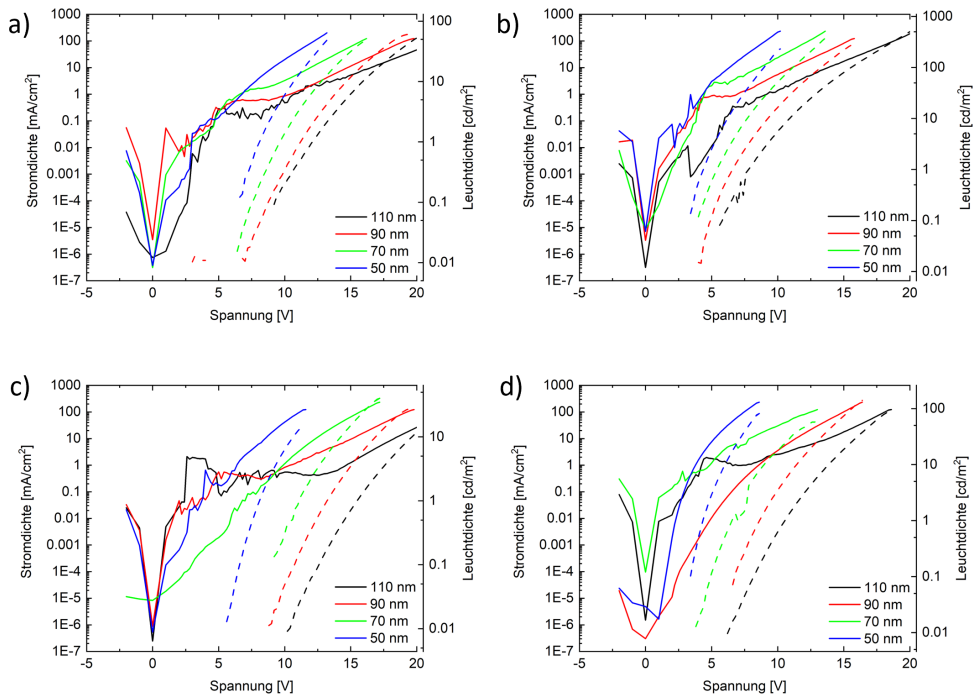 a)
Stromdichte [mA/cm²]
1000
100
10
1
0.1
0.01
0.001
1E-4
1E-5
1E-6
1E-7
-5 0 5 10 15 20
Spannung [V]
100
10
1
0.1
0.01
Leuchtdichte [cd/m²]
110 nm
90 nm
70 nm
50 nm
b)
Stromdichte [mA/cm²]
1000
100
10
1
0.1
0.01
0.001
1E-4
1E-5
1E-6
1E-7
-5 0 5 10 15 20
Spannung [V]
1000
100
10
1
0.1
0.01
Leuchtdichte [cd/m²]
110 nm
90 nm
70 nm
50 nm
c)
Stromdichte [mA/cm²]
1000
100
10
1
0.1
0.01
0.001
1E-4
1E-5
1E-6
1E-7
-5 0 5 10 15 20
Spannung [V]
10
1
0.1
0.01
Leuchtdichte [cd/m²]
110 nm
90 nm
70 nm
50 nm
d)
Stromdichte [mA/cm²]
1000
100
10
1
0.1
0.01
0.001
1E-4
1E-5
1E-6
1E-7
-5 0 5 10 15 20
Spannung [V]
100
10
1
0.1
0.01
Leuchtdichte [cd/m²]
110 nm
90 nm
70 nm
50 nm